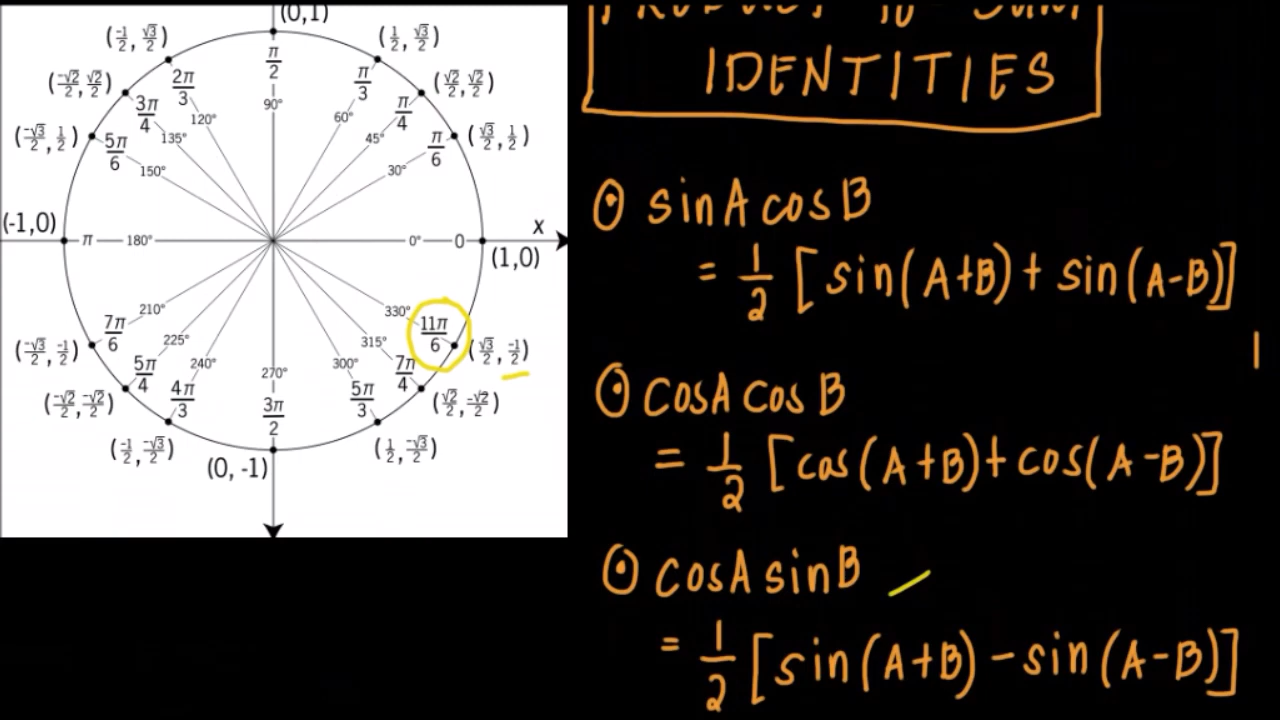 (0,1)
(-1/2, √3/2) (1/2, √3/2)
(-√2/2, √2/2) 2π/3 π/2 π/3 (√2/2, √2/2)
3π/4 120° 90° 60° π/4
(-√3/2, 1/2) 5π/6 135° 45° π/6 (√3/2, 1/2)
150° 30°
(-1,0) π 180° 0° 0 x
(1,0)
210° 330°
7π/6 225° 315° 11π/6
(-√3/2, -1/2) 240° 270° 300° (√3/2, -1/2)
5π/4 4π/3 3π/2 5π/3 7π/4
(-√2/2, -√2/2) (√2/2, -√2/2)
(-1/2, -√3/2) (1/2, -√3/2)
(0, -1)
IDENTITIES
⊙ sinA cosB
= 1/2 [sin(A+B) + sin(A-B)]
⊙ cosA cosB
= 1/2 [cos(A+B) + cos(A-B)]
⊙ cosA sinB
= 1/2 [sin(A+B) - sin(A-B)]